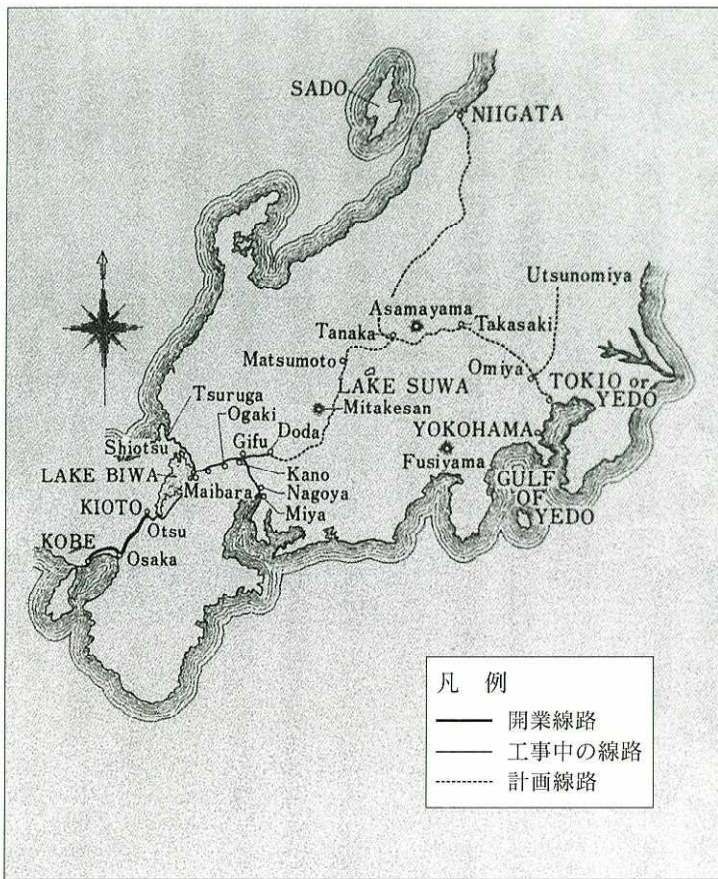 SADO
NIIGATA
Utsunomiya
Asamayama
Tanaka
Takasaki
Matsumoto
Omiya
LAKE SUWA
TOKIO or
YEDO
Tsuruga
Ogaki
Mitakesan
Gifu
Doda
YOKOHAMA
Shiotsu
Fusiyama
LAKE BIWA
Kano
Maibara
Nagoya
GULF
OF
YEDO
KIOTO
Miya
Otsu
KOBE
Osaka
凡 例
開業線路
工事中の線路
計画線路